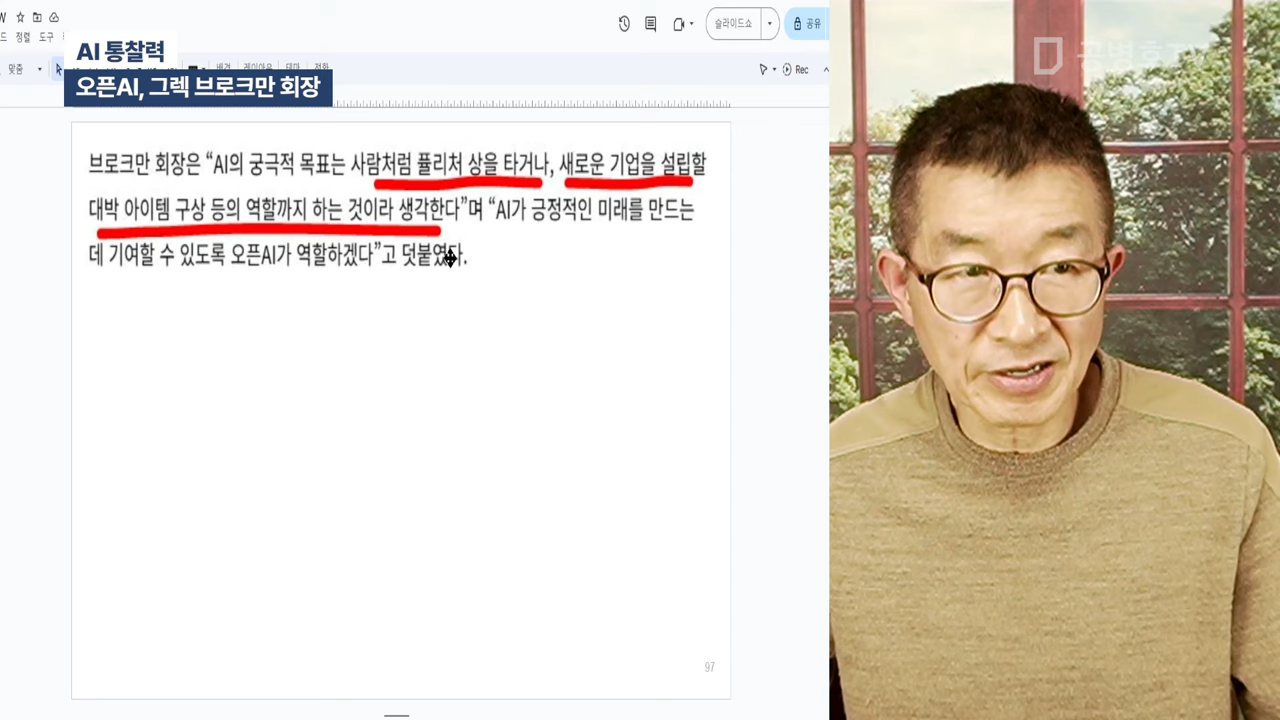 정렬 도구
슬라이드쇼
공유
AI 통찰력
맞춤
Rec
오픈AI, 그렉 브로크만 회장
브로크만 회장은 “AI의 궁극적 목표는 사람처럼 퓰리처 상을 타거나, 새로운 기업을 설립할
대박 아이템 구상 등의 역할까지 하는 것이라 생각한다”며 “AI가 긍정적인 미래를 만드는
데 기여할 수 있도록 오픈AI가 역할하겠다”고 덧붙였다.
97